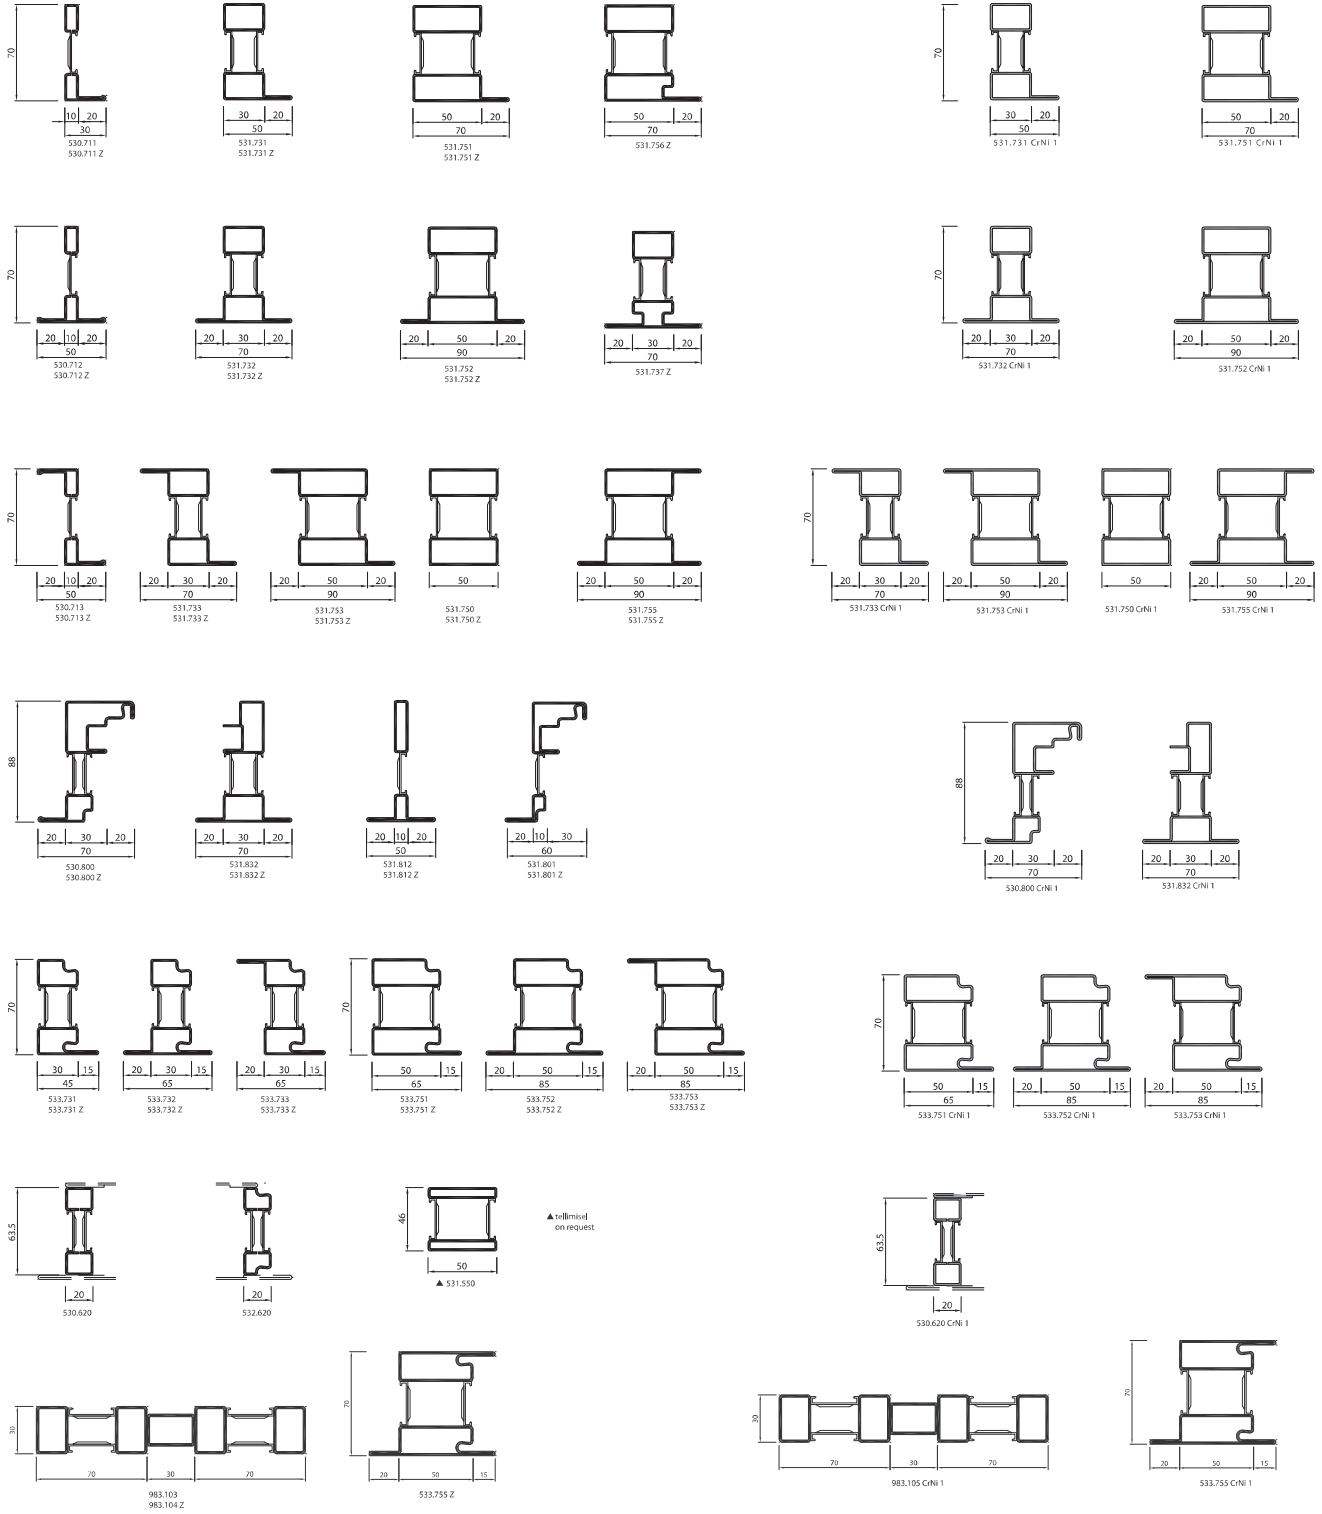 70
10 20
30
530.711
530.711 Z
30 20
50
531.731
531.731 Z
50 20
70
531.751
531.751 Z
50 20
70
531.756 Z
70
30 20
50
531.731 CrNi 1
50 20
70
531.751 CrNi 1
70
20 10 20
50
530.712
530.712 Z
20 30 20
70
531.732
531.732 Z
20 50 20
90
531.752
531.752 Z
20 30 20
70
531.737 Z
70
20 30 20
70
531.732 CrNi 1
20 50 20
90
531.752 CrNi 1
70
20 10 20
50
530.713
530.713 Z
20 30 20
70
531.733
531.733 Z
20 50 20
90
531.753
531.753 Z
50
531.750
531.750 Z
20 50 20
90
531.755
531.755 Z
70
20 30 20
70
531.733 CrNi 1
20 50 20
90
531.753 CrNi 1
50
531.750 CrNi 1
20 50 20
90
531.755 CrNi 1
88
20 30 20
70
530.800
530.800 Z
20 30 20
70
531.832
531.832 Z
20 10 20
50
531.812
531.812 Z
20 10 30
60
531.801
531.801 Z
88
20 30 20
70
530.800 CrNi 1
20 30 20
70
531.832 CrNi 1
70
30 15
45
533.731
533.731 Z
20 30 15
65
533.732
533.732 Z
20 30 15
65
533.733
533.733 Z
70
50 15
65
533.751
533.751 Z
20 50 15
85
533.752
533.752 Z
20 50 15
85
533.753
533.753 Z
70
50 15
65
533.751 CrNi 1
20 50 15
85
533.752 CrNi 1
20 50 15
85
533.753 CrNi 1
63.5
20
530.620
20
532.620
46
50
▲ 531.550
▲ tellimisel
on request
63.5
20
530.620 CrNi 1
30
70 30 70
983.103
983.104 Z
70
20 50 15
533.755 Z
30
70 30 70
983.105 CrNi 1
70
20 50 15
533.755 CrNi 1